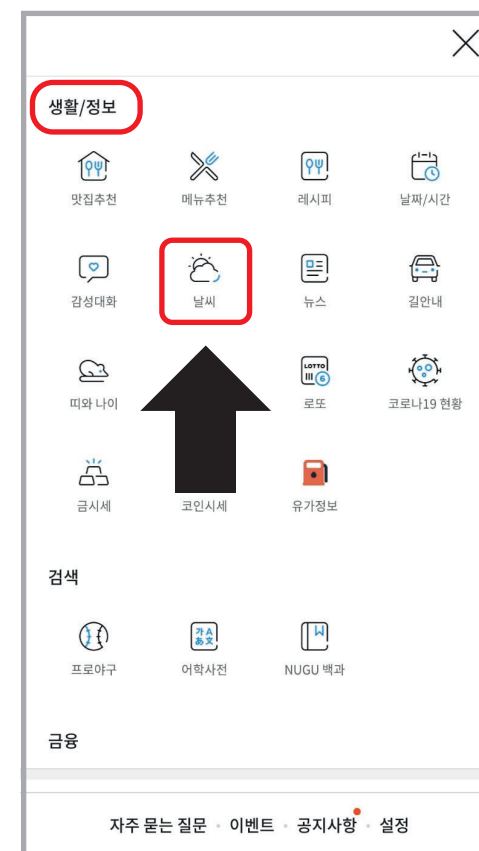 생활/정보
맛집추천 메뉴추천 레시피 날짜/시간
감성대화 날씨 뉴스 길안내
띠와 나이 LOTTO 6 로또 코로나19 현황
금시세 코인시세 유가정보
검색
가 A あ 文
프로야구 어학사전 NUGU 백과
금융
자주 묻는 질문 · 이벤트 · 공지사항 · 설정